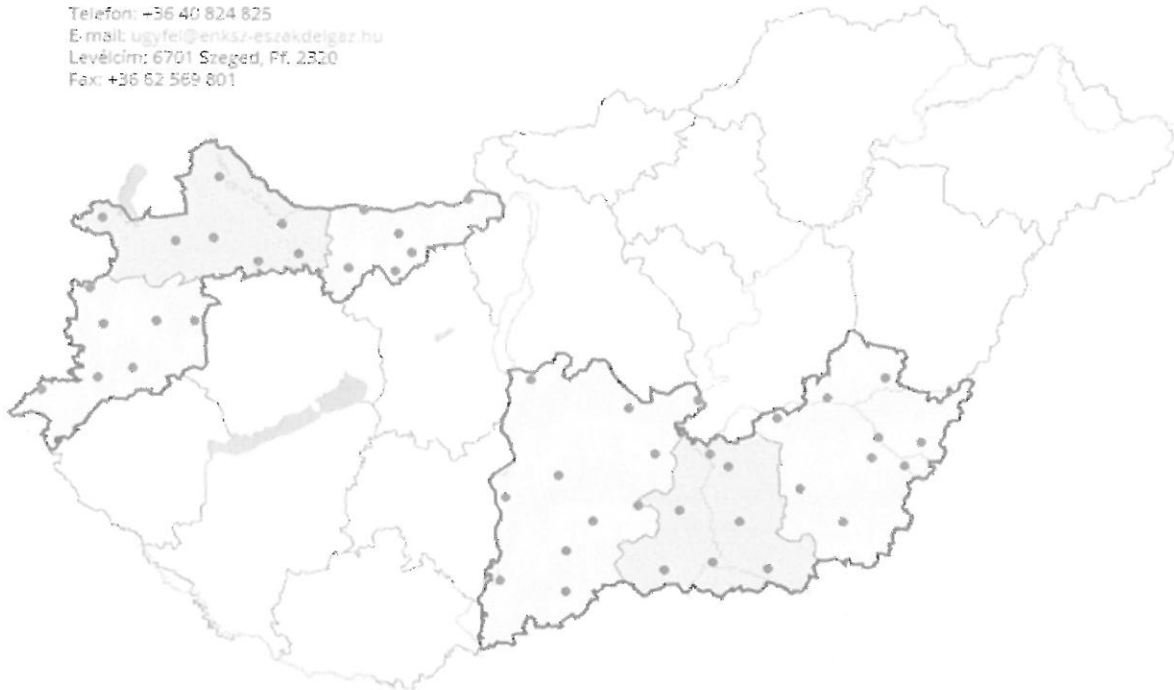 Telefon: +36 40 824 825
E-mail: ugyfel@enksz-eszakdelgaz.hu
Levélcím: 6701 Szeged, Pf. 2320
Fax: +36 62 569 801